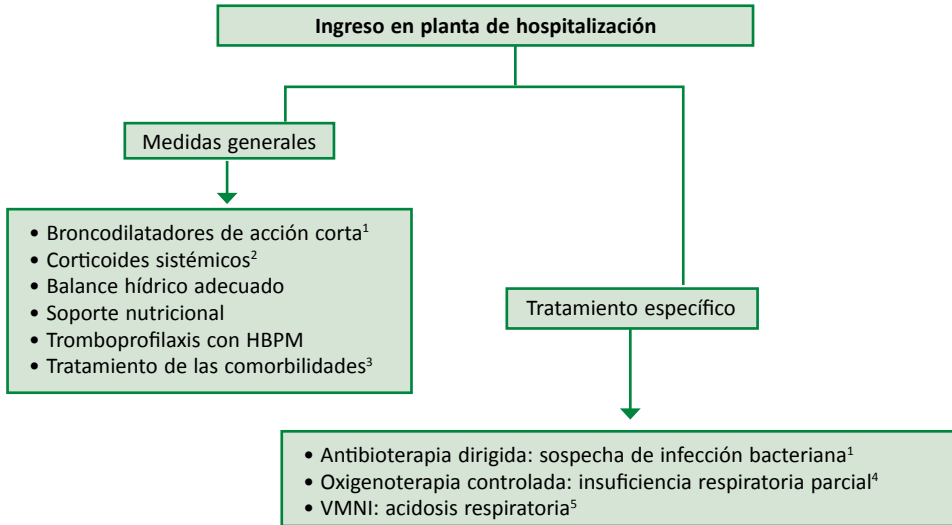 Ingreso en planta de hospitalización
Medidas generales
• Broncodilatadores de acción corta¹
• Corticoides sistémicos²
• Balance hídrico adecuado
• Soporte nutricional
• Tromboprofilaxis con HBPM
• Tratamiento de las comorbilidades³
Tratamiento específico
• Antibioterapia dirigida: sospecha de infección bacteriana¹
• Oxigenoterapia controlada: insuficiencia respiratoria parcial⁴
• VMNI: acidosis respiratoria⁵